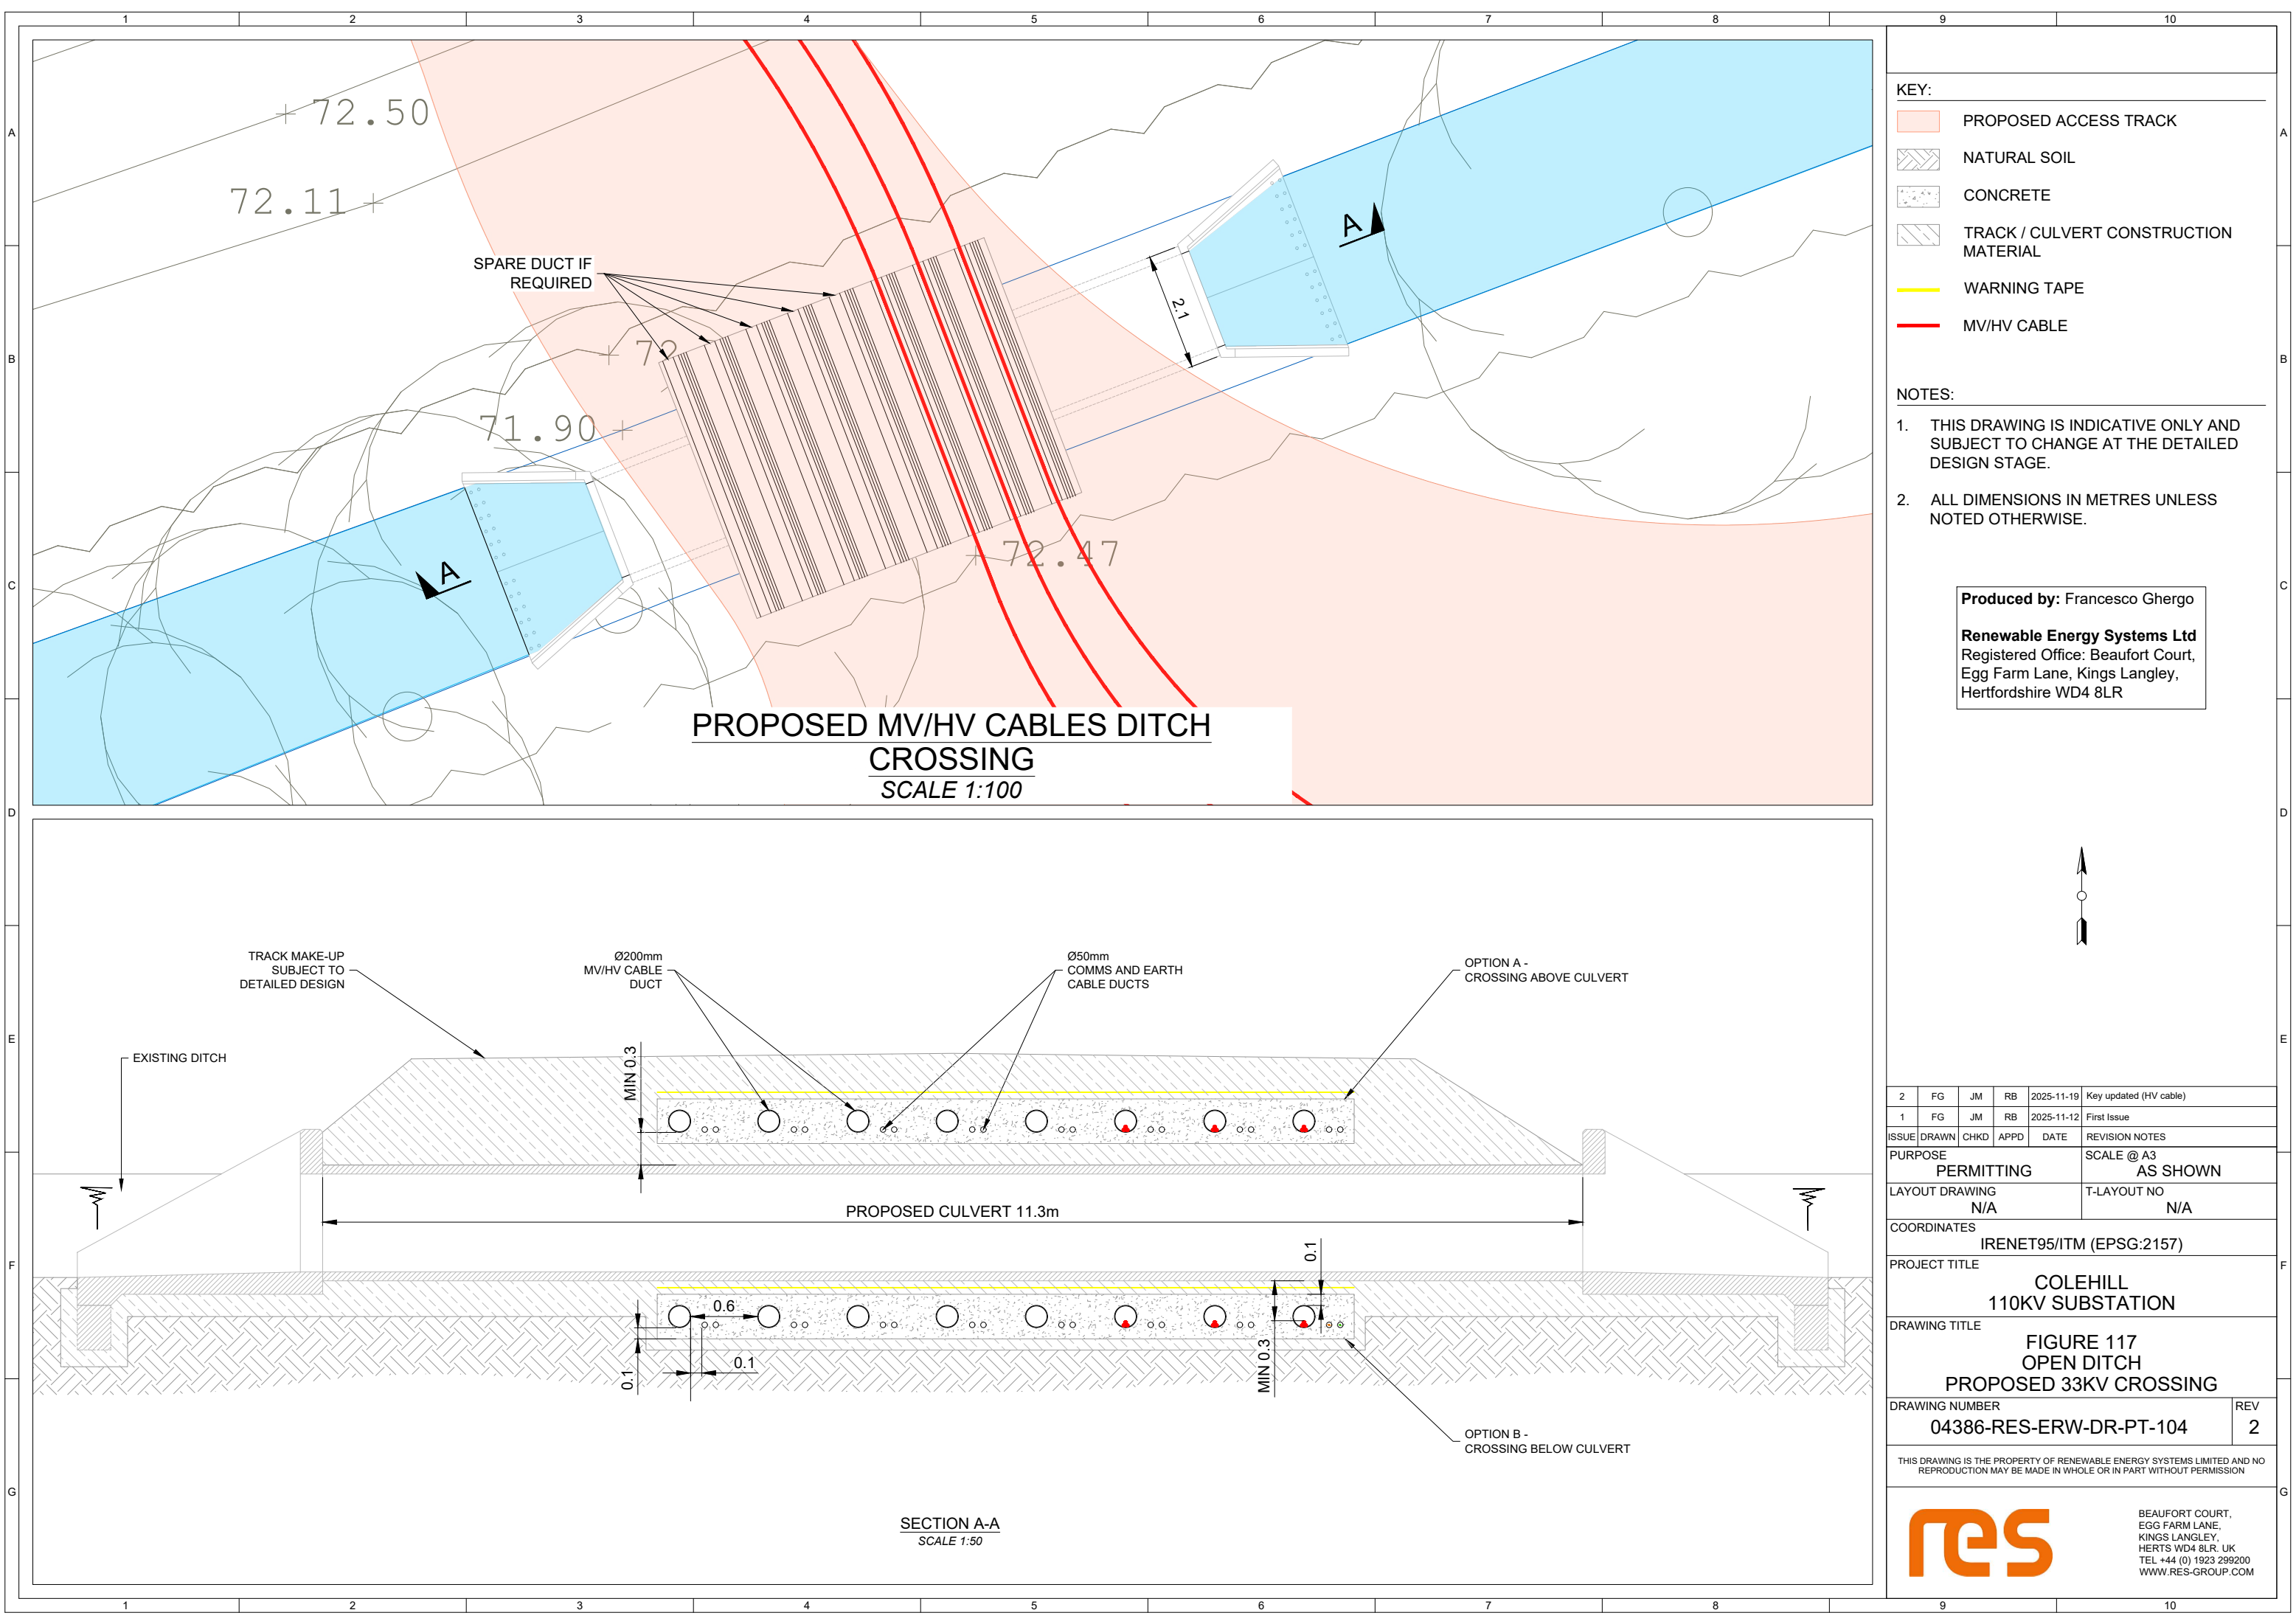 1 2 3 4 5 6 7 8 9 10
A
B
C
D
E
F
G
72.50
72.11
72
71.90
72.47
SPARE DUCT IF
REQUIRED
2.1
A
A
PROPOSED MV/HV CABLES DITCH
CROSSING
SCALE 1:100
TRACK MAKE-UP
SUBJECT TO
DETAILED DESIGN
Ø200mm
MV/HV CABLE
DUCT
Ø50mm
COMMS AND EARTH
CABLE DUCTS
OPTION A -
CROSSING ABOVE CULVERT
EXISTING DITCH
MIN 0.3
PROPOSED CULVERT 11.3m
0.6
0.1
0.1
0.1
MIN 0.3
OPTION B -
CROSSING BELOW CULVERT
SECTION A-A
SCALE 1:50
KEY:
PROPOSED ACCESS TRACK
NATURAL SOIL
CONCRETE
TRACK / CULVERT CONSTRUCTION
MATERIAL
WARNING TAPE
MV/HV CABLE
NOTES:
1. THIS DRAWING IS INDICATIVE ONLY AND
SUBJECT TO CHANGE AT THE DETAILED
DESIGN STAGE.
2. ALL DIMENSIONS IN METRES UNLESS
NOTED OTHERWISE.
Produced by: Francesco Ghergo
Renewable Energy Systems Ltd
Registered Office: Beaufort Court,
Egg Farm Lane, Kings Langley,
Hertfordshire WD4 8LR
2 FG JM RB 2025-11-19 Key updated (HV cable)
1 FG JM RB 2025-11-12 First Issue
ISSUE DRAWN CHKD APPD DATE REVISION NOTES
PURPOSE
PERMITTING
SCALE @ A3
AS SHOWN
LAYOUT DRAWING
N/A
T-LAYOUT NO
N/A
COORDINATES
IRENET95/ITM (EPSG:2157)
PROJECT TITLE
COLEHILL
110KV SUBSTATION
DRAWING TITLE
FIGURE 117
OPEN DITCH
PROPOSED 33KV CROSSING
DRAWING NUMBER
04386-RES-ERW-DR-PT-104
REV
2
THIS DRAWING IS THE PROPERTY OF RENEWABLE ENERGY SYSTEMS LIMITED AND NO
REPRODUCTION MAY BE MADE IN WHOLE OR IN PART WITHOUT PERMISSION
res
BEAUFORT COURT,
EGG FARM LANE,
KINGS LANGLEY,
HERTS WD4 8LR. UK
TEL +44 (0) 1923 299200
WWW.RES-GROUP.COM
A
B
C
D
E
F
G
1 2 3 4 5 6 7 8 9 10